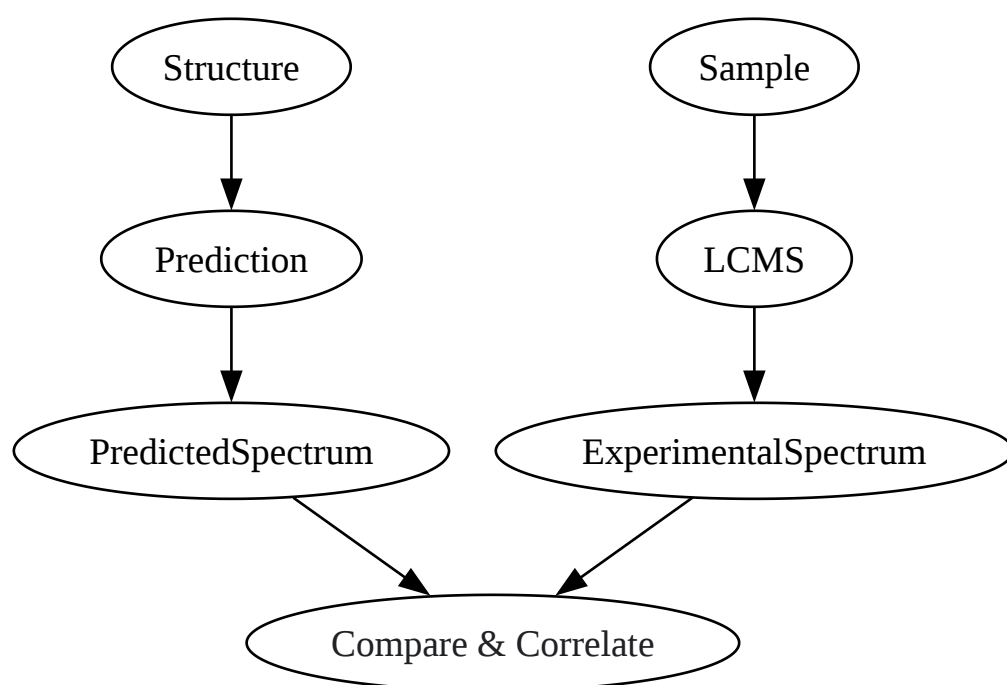 Structure
Sample
Prediction
LCMS
PredictedSpectrum
ExperimentalSpectrum
Compare & Correlate